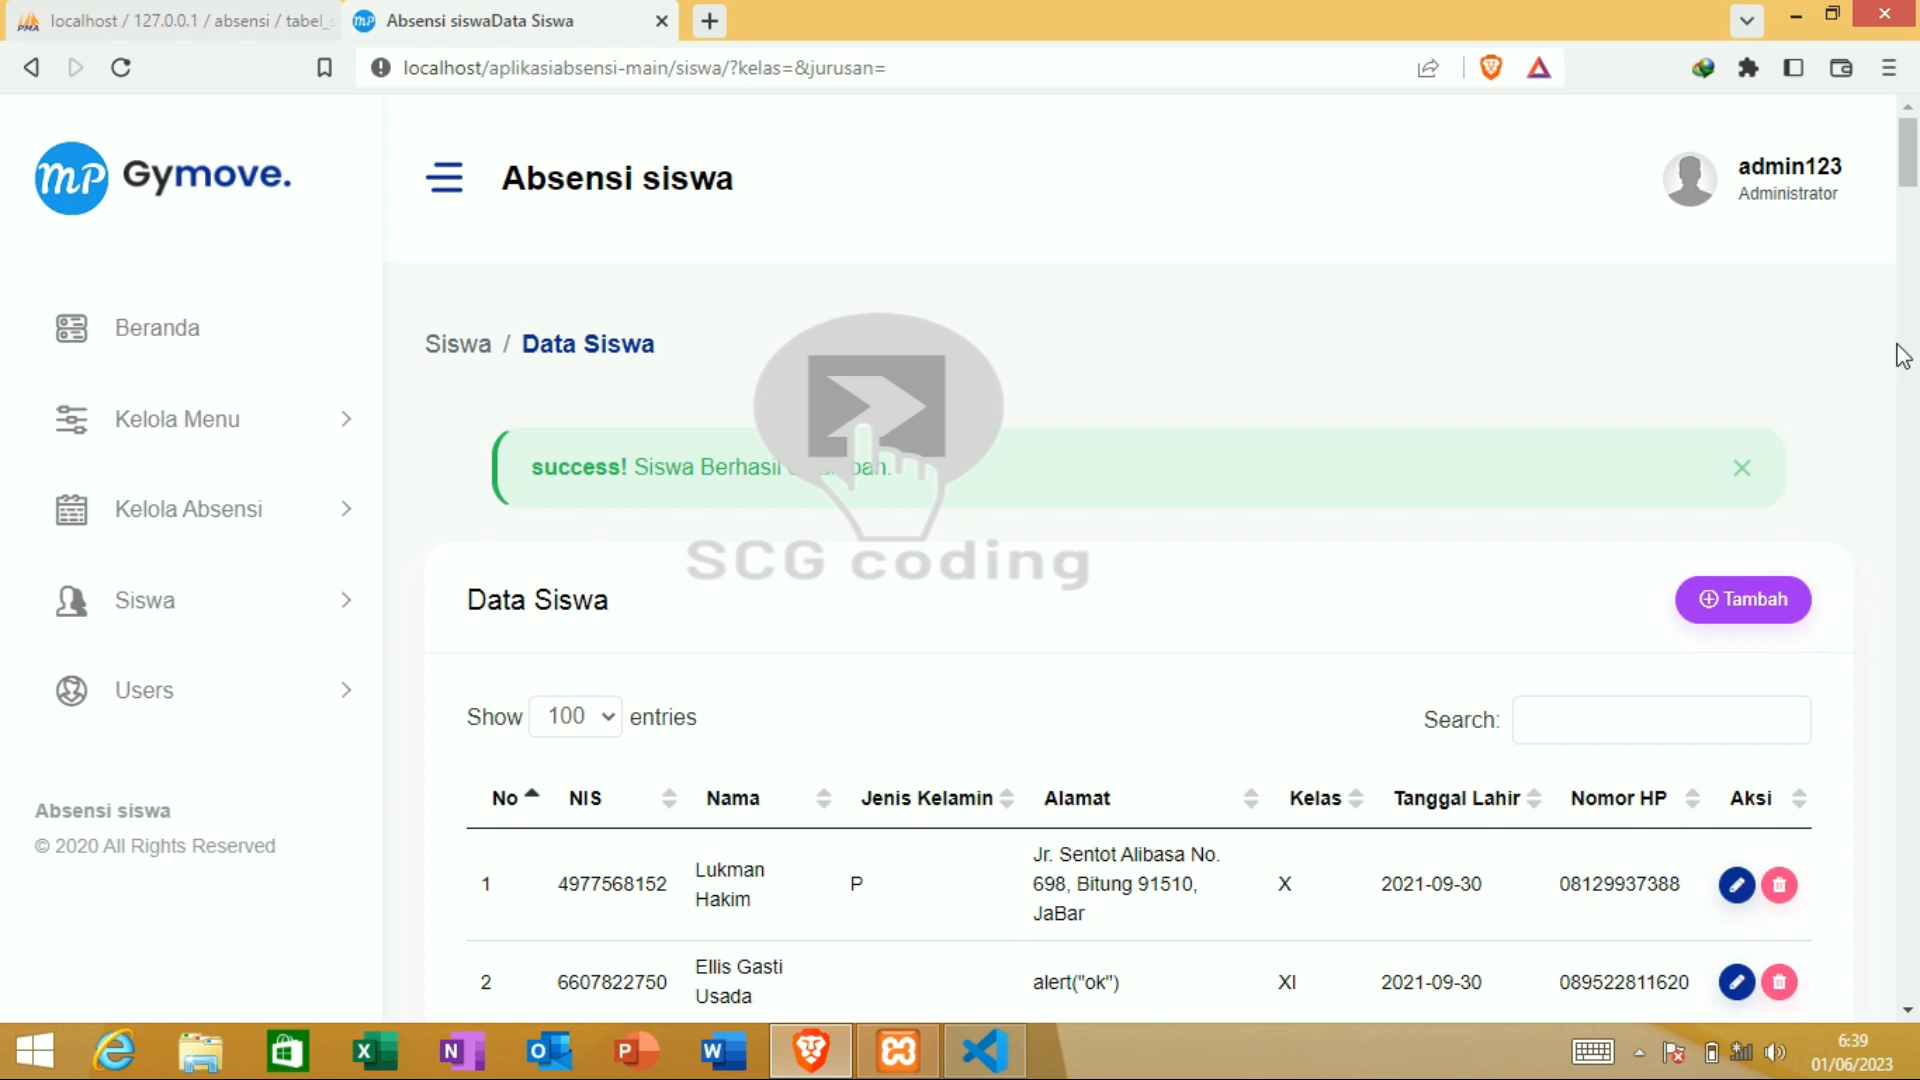 localhost / 127.0.0.1 / absensi / tabel_s
Absensi siswaData Siswa
localhost/aplikasiabsensi-main/siswa/?kelas=&jurusan=
mp Gymove.
Absensi siswa
admin123
Administrator
Beranda
Kelola Menu
Kelola Absensi
Siswa
Users
Absensi siswa
© 2020 All Rights Reserved
Siswa / Data Siswa
success! Siswa Berhasil
SCG coding
Data Siswa
Tambah
Show 100 entries
Search:
No NIS Nama Jenis Kelamin Alamat Kelas Tanggal Lahir Nomor HP Aksi
1 4977568152 Lukman Hakim P Jr. Sentot Alibasa No. 698, Bitung 91510, JaBar X 2021-09-30 08129937388
2 6607822750 Ellis Gasti Usada alert("ok") XI 2021-09-30 089522811620
6:39
01/06/2023